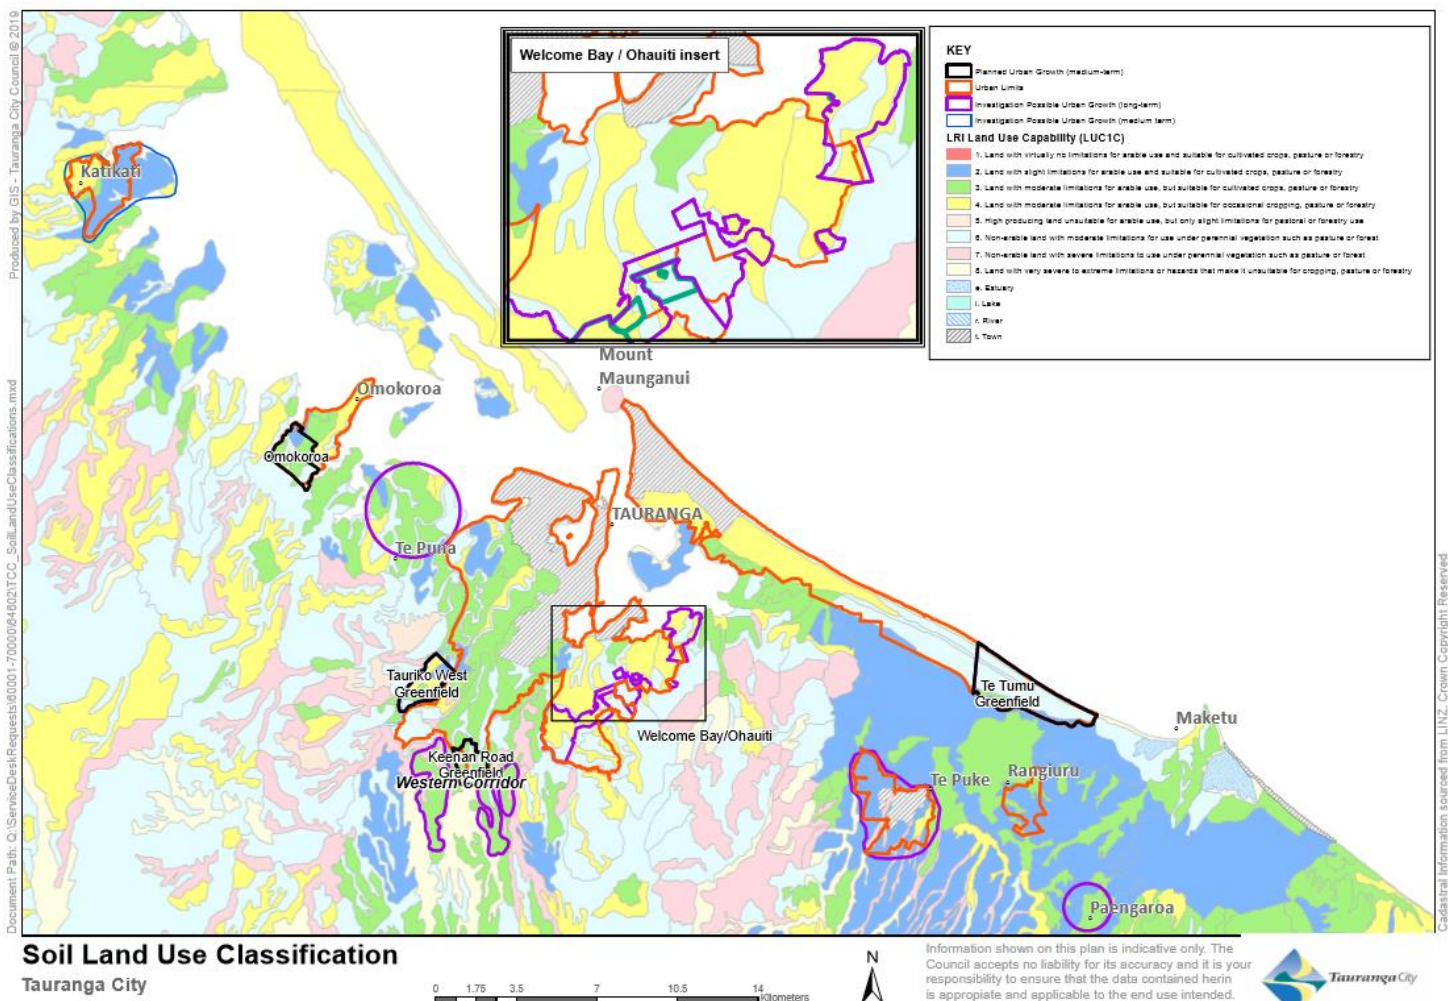 Produced by GIS - Tauranga City Council © 2019
Document Path: Q:\ServiceDeskRequests\60001-70000\64602\TCC_SoilLandUseClassifications.mxd
Welcome Bay / Ohauiti insert
KEY
Planned Urban Growth (medium-term)
Urban Limits
Investigation Possible Urban Growth (long-term)
Investigation Possible Urban Growth (medium term)
LRI Land Use Capability (LUC1C)
1. Land with virtually no limitations for arable use and suitable for cultivated crops, pasture or forestry
2. Land with slight limitations for arable use and suitable for cultivated crops, pasture or forestry
3. Land with moderate limitations for arable use, but suitable for cultivated crops, pasture or forestry
4. Land with moderate limitations for arable use, but suitable for occasional cropping, pasture or forestry
5. High producing land unsuitable for arable use, but only slight limitations for pastoral or forestry use
6. Non-arable land with moderate limitations for use under perennial vegetation such as pasture or forest
7. Non-arable land with severe limitations to use under perennial vegetation such as pasture or forest
8. Land with very severe to extreme limitations or hazards that make it unsuitable for cropping, pasture or forestry
e. Estuary
l. Lake
r. River
t. Town
Katikati
Mount
Maunganui
Omokoroa
Omokoroa
TAURANGA
Te Puna
Tauriko West
Greenfield
Te Tumu
Greenfield
Maketu
Welcome Bay/Ohauiti
Keenan Road
Greenfield
Western Corridor
Te Puke
Rangiuru
Paengaroa
Cadastral Information sourced from LINZ. Crown Copyright Reserved
Soil Land Use Classification
Tauranga City
0 1.75 3.5 7 10.5 14
Kilometers
N
Information shown on this plan is indicative only. The
Council accepts no liability for its accuracy and it is your
responsibility to ensure that the data contained herin
is appropiate and applicable to the end use intended.
Tauranga City